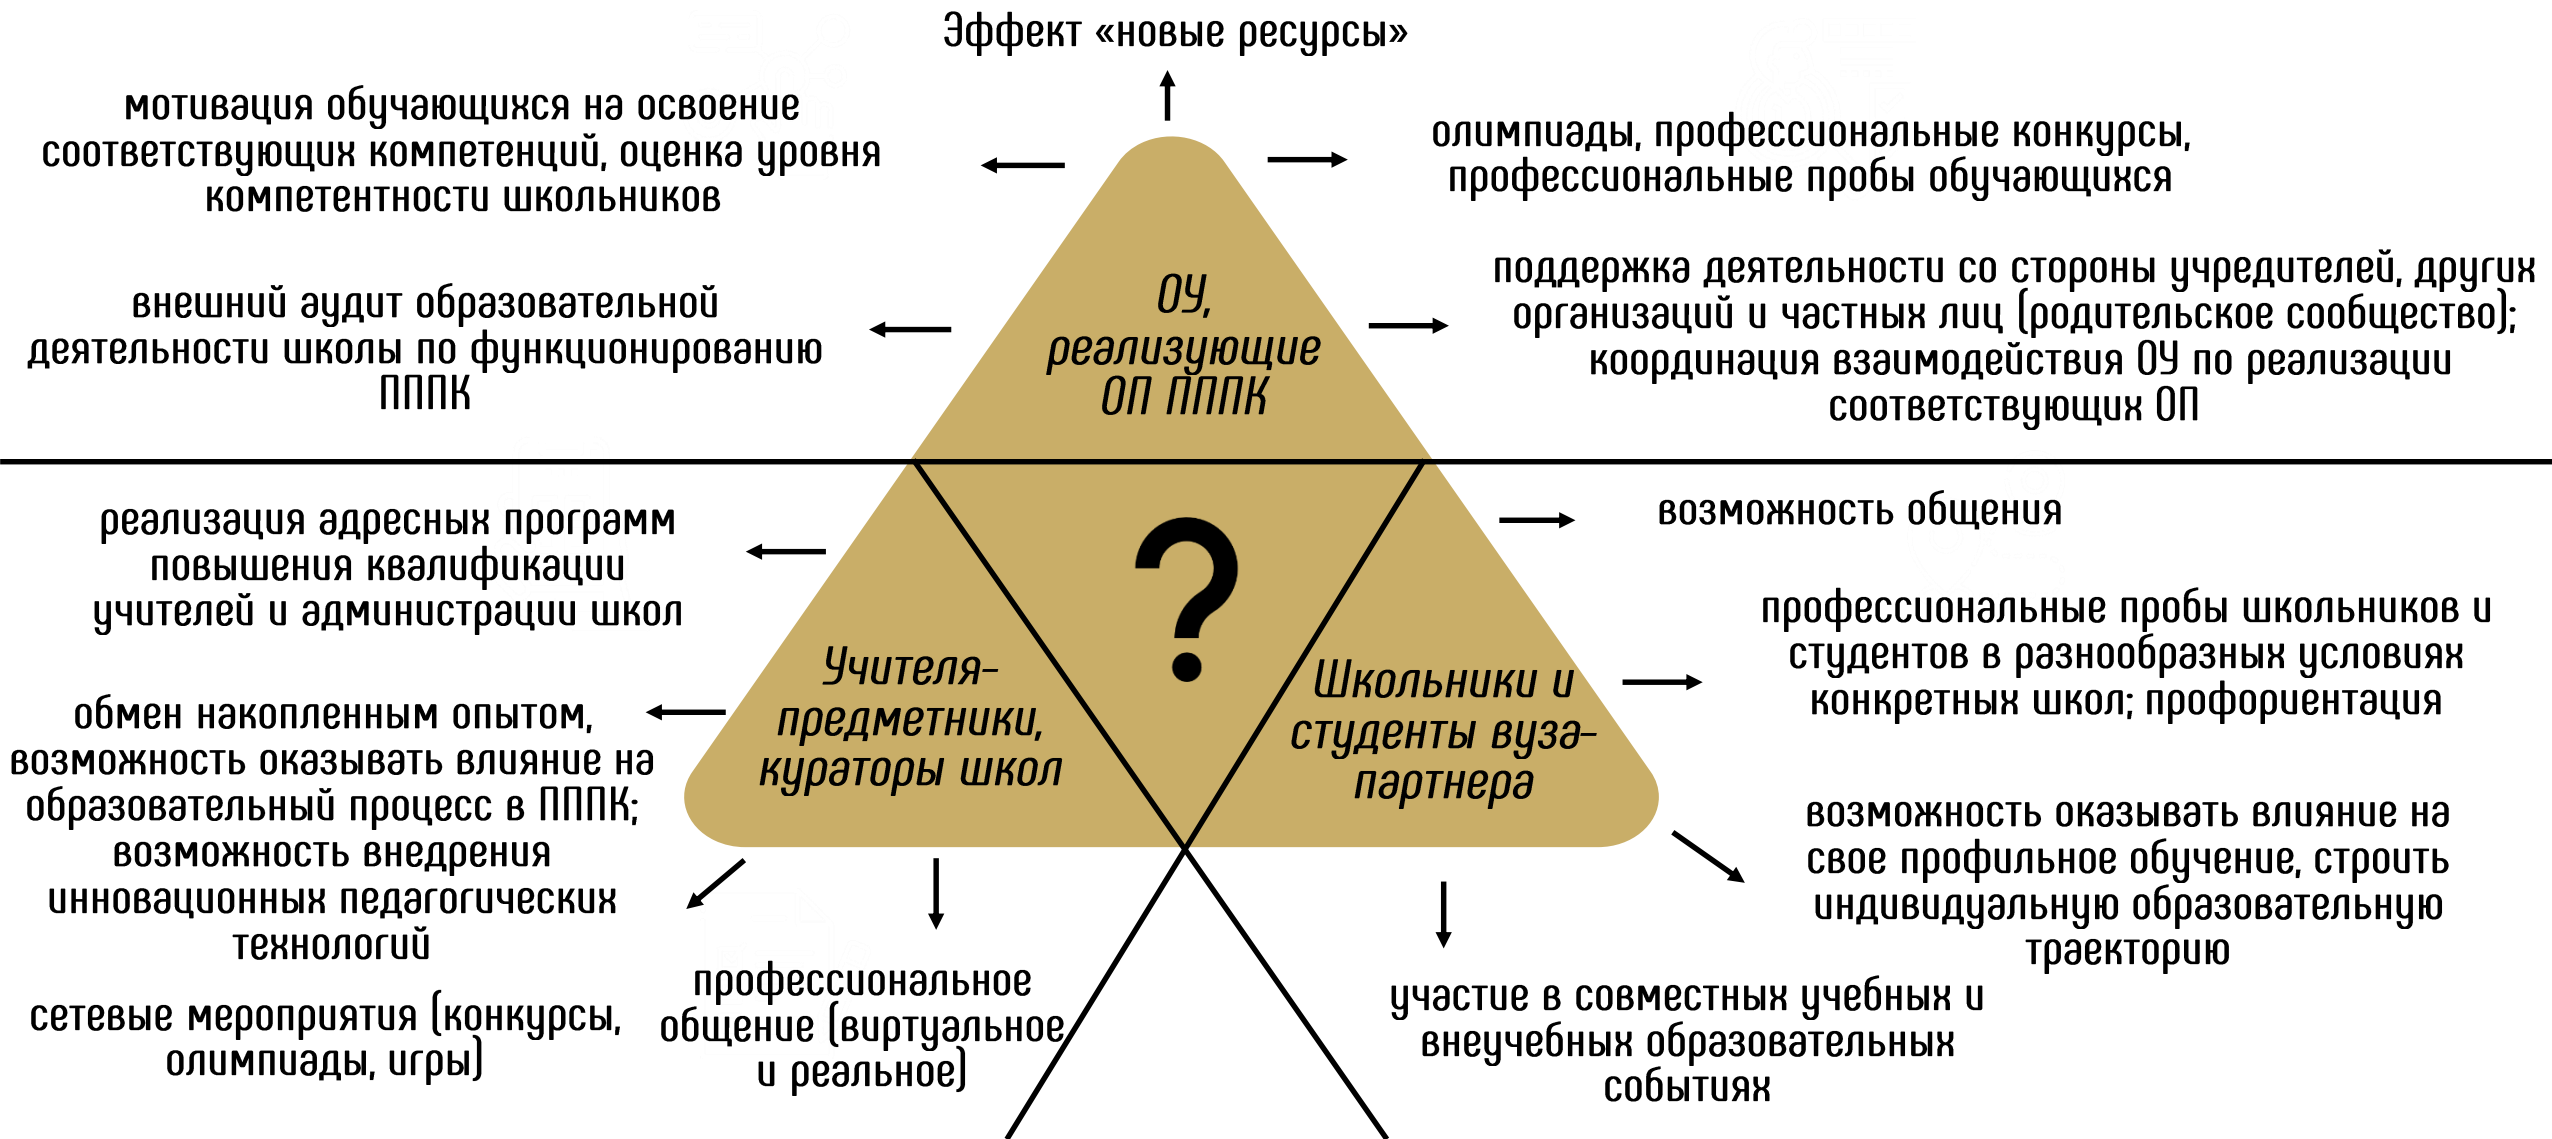 Эффект «новые ресурсы»
мотивация обучающихся на освоение
соответствующих компетенций, оценка уровня
компетентности школьников
олимпиады, профессиональные конкурсы,
профессиональные пробы обучающихся
внешний аудит образовательной
деятельности школы по функционированию
ПППК
ОУ,
реализующие
ОП ПППК
поддержка деятельности со стороны учредителей, других
организаций и частных лиц (родительское сообщество);
координация взаимодействия ОУ по реализации
соответствующих ОП
реализация адресных программ
повышения квалификации
учителей и администрации школ
обмен накопленным опытом,
возможность оказывать влияние на
образовательный процесс в ПППК;
возможность внедрения
инновационных педагогических
технологий
сетевые мероприятия (конкурсы,
олимпиады, игры)
Учителя-
предметники,
кураторы школ
профессиональное
общение (виртуальное
и реальное)
?
Школьники и
студенты вуза-
партнера
возможность общения
профессиональные пробы школьников и
студентов в разнообразных условиях
конкретных школ; профориентация
возможность оказывать влияние на
свое профильное обучение, строить
индивидуальную образовательную
траекторию
участие в совместных учебных и
внеучебных образовательных
событиях